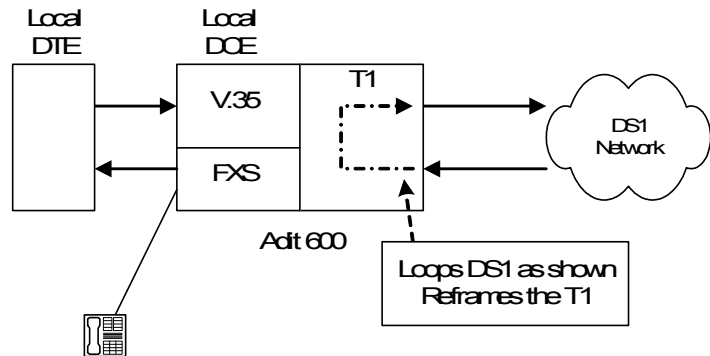 Local
DTE
Local
DCE
V.35
T1
FXS
DS1
Network
Adit 600
Loops DS1 as shown
Reframes the T1